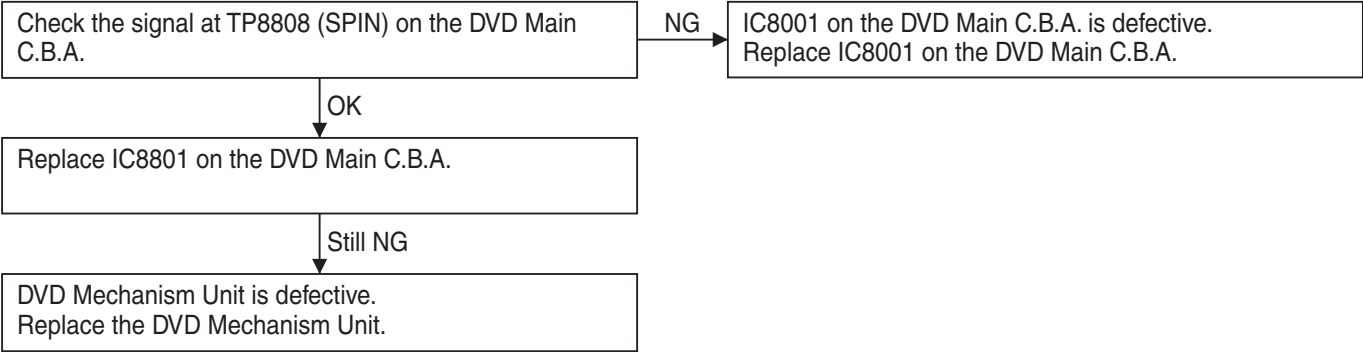 Check the signal at TP8808 (SPIN) on the DVD Main
C.B.A.
NG
IC8001 on the DVD Main C.B.A. is defective.
Replace IC8001 on the DVD Main C.B.A.
OK
Replace IC8801 on the DVD Main C.B.A.
Still NG
DVD Mechanism Unit is defective.
Replace the DVD Mechanism Unit.